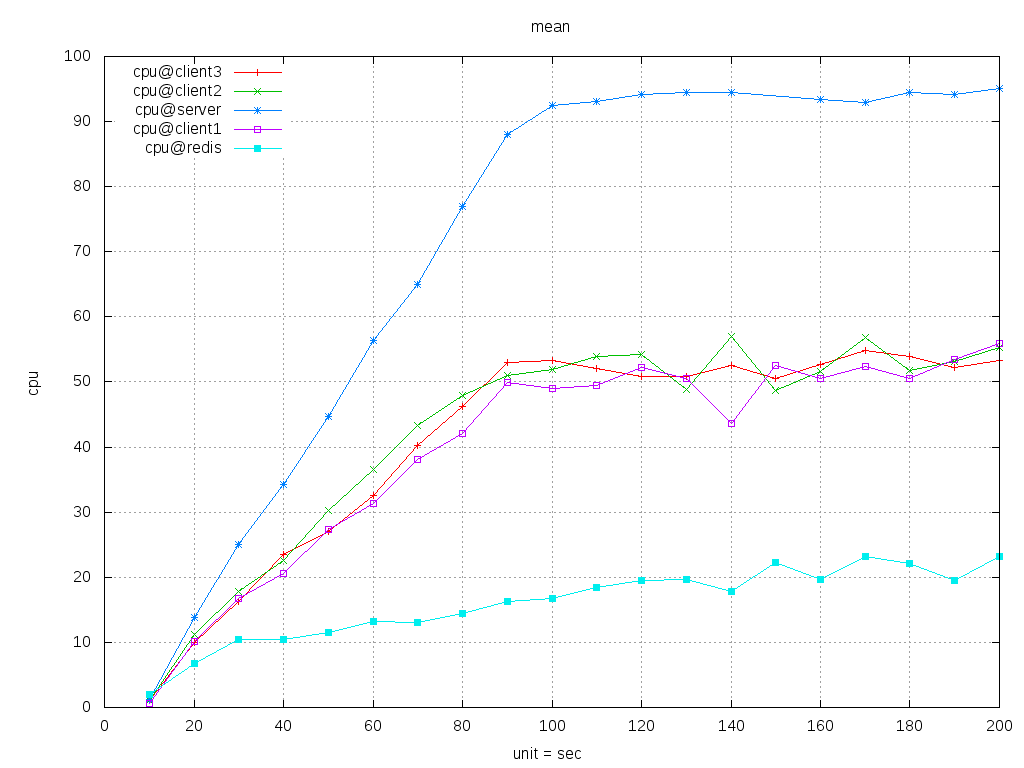 mean
100
90
80
70
60
50
40
30
20
10
0
cpu@client3
cpu@client2
cpu@server
cpu@client1
cpu@redis
cpu
0 20 40 60 80 100 120 140 160 180 200
unit = sec